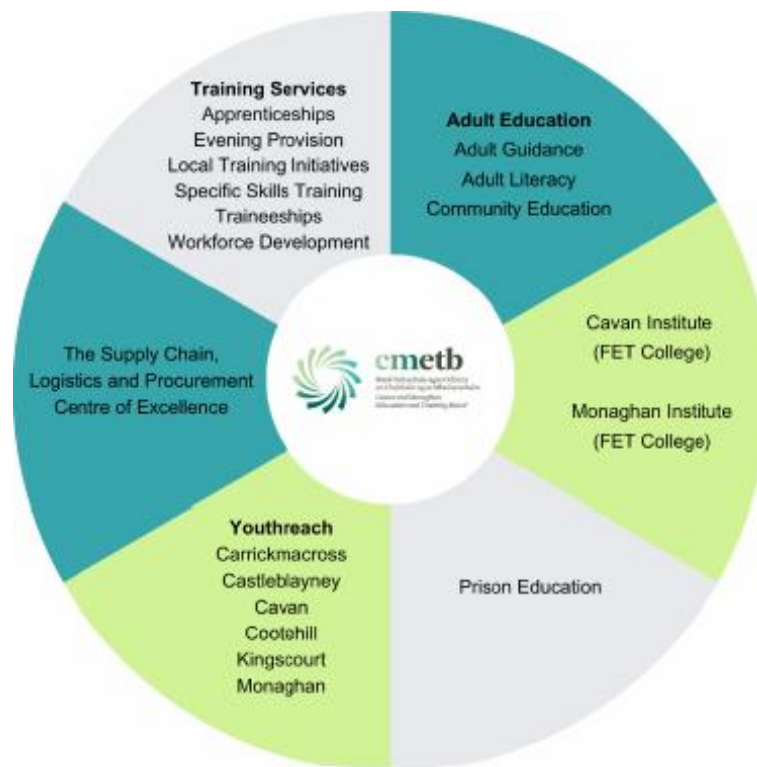 Training Services
Apprenticeships
Evening Provision
Local Training Initiatives
Specific Skills Training
Traineeships
Workforce Development
Adult Education
Adult Guidance
Adult Literacy
Community Education
Cavan Institute
(FET College)
Monaghan Institute
(FET College)
Prison Education
Youthreach
Carrickmacross
Castleblayney
Cavan
Cootehill
Kingscourt
Monaghan
The Supply Chain,
Logistics and Procurement
Centre of Excellence
cmetb
Cavan and Monaghan
Education and Training Board